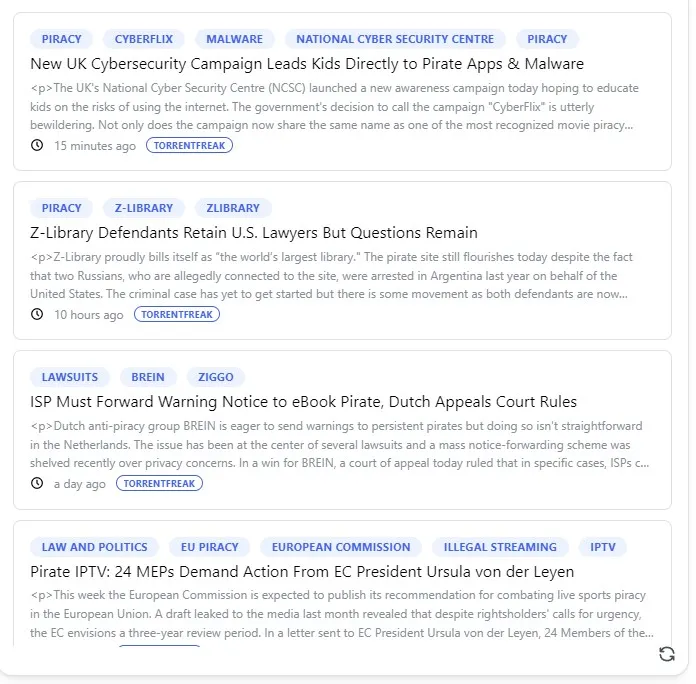 PIRACY CYBERFLIX MALWARE NATIONAL CYBER SECURITY CENTRE PIRACY
New UK Cybersecurity Campaign Leads Kids Directly to Pirate Apps & Malware
<p>The UK's National Cyber Security Centre (NCSC) launched a new awareness campaign today hoping to educate
kids on the risks of using the internet. The government's decision to call the campaign "CyberFlix" is utterly
bewildering. Not only does the campaign now share the same name as one of the most recognized movie piracy...
15 minutes ago TORRENTFREAK
PIRACY Z-LIBRARY ZLIBRARY
Z-Library Defendants Retain U.S. Lawyers But Questions Remain
<p>Z-Library proudly bills itself as "the world's largest library." The pirate site still flourishes today despite the fact
that two Russians, who are allegedly connected to the site, were arrested in Argentina last year on behalf of the
United States. The criminal case has yet to get started but there is some movement as both defendants are now...
10 hours ago TORRENTFREAK
LAWSUITS BREIN ZIGGO
ISP Must Forward Warning Notice to eBook Pirate, Dutch Appeals Court Rules
<p>Dutch anti-piracy group BREIN is eager to send warnings to persistent pirates but doing so isn't straightforward
in the Netherlands. The issue has been at the center of several lawsuits and a mass notice-forwarding scheme was
shelved recently over privacy concerns. In a win for BREIN, a court of appeal today ruled that in specific cases, ISPs c...
a day ago TORRENTFREAK
LAW AND POLITICS EU PIRACY EUROPEAN COMMISSION ILLEGAL STREAMING IPTV
Pirate IPTV: 24 MEPs Demand Action From EC President Ursula von der Leyen
<p>This week the European Commission is expected to publish its recommendation for combating live sports piracy
in the European Union. A draft leaked to the media last month revealed that despite rightsholders' calls for urgency,
the EC envisions a three-year review period. In a letter sent to EC President Ursula von der Leyen, 24 Members of the...